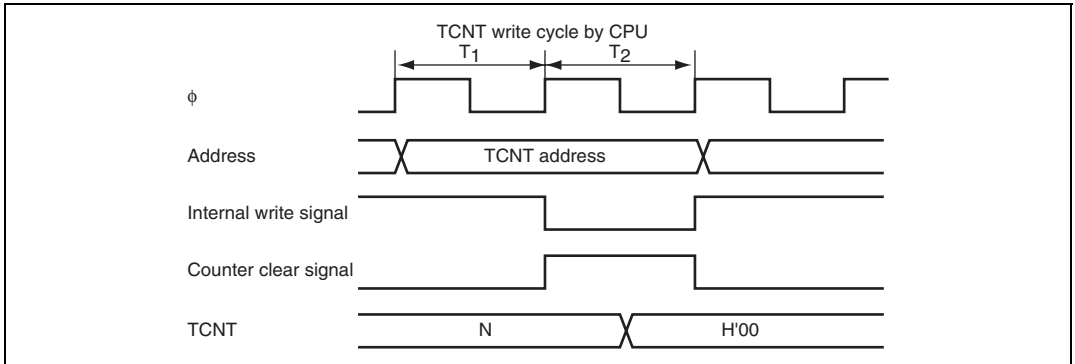 TCNT write cycle by CPU
T1 T2
ϕ
Address TCNT address
Internal write signal
Counter clear signal
TCNT N H'00